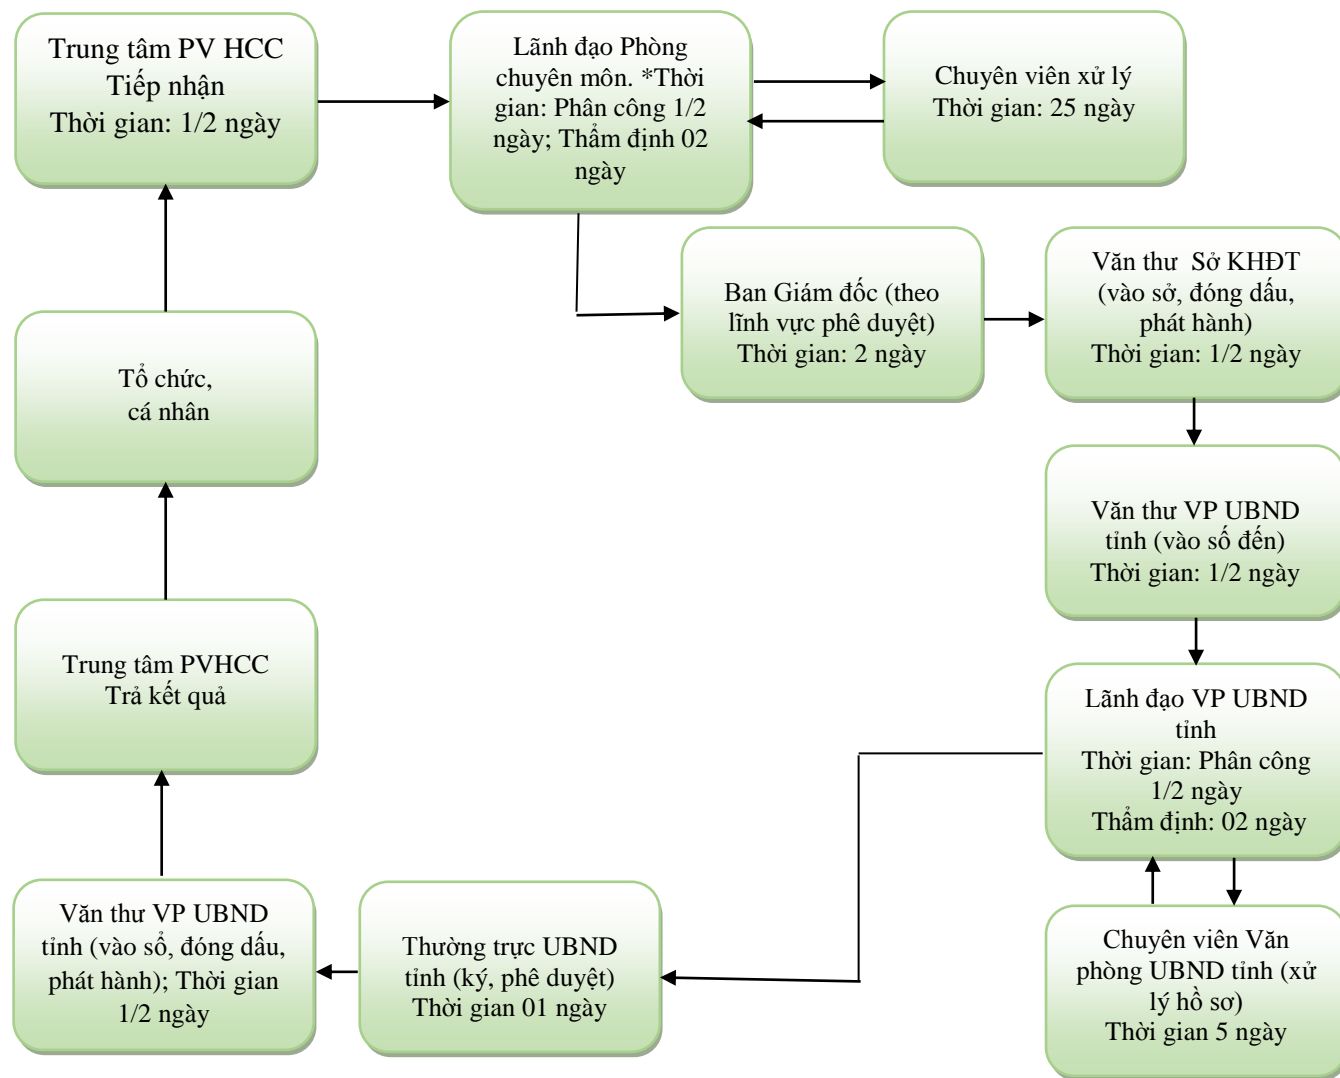 Trung tâm PV HCC
Tiếp nhận
Thời gian: 1/2 ngày
Lãnh đạo Phòng
chuyên môn. *Thời
gian: Phân công 1/2
ngày; Thẩm định 02
ngày
Chuyên viên xử lý
Thời gian: 25 ngày
Ban Giám đốc (theo
lĩnh vực phê duyệt)
Thời gian: 2 ngày
Văn thư Sở KHĐT
(vào sở, đóng dấu,
phát hành)
Thời gian: 1/2 ngày
Tổ chức,
cá nhân
Văn thư VP UBND
tỉnh (vào số đến)
Thời gian: 1/2 ngày
Trung tâm PVHCC
Trả kết quả
Lãnh đạo VP UBND
tỉnh
Thời gian: Phân công
1/2 ngày
Thẩm định: 02 ngày
Văn thư VP UBND
tỉnh (vào sổ, đóng dấu,
phát hành); Thời gian
1/2 ngày
Thường trực UBND
tỉnh (ký, phê duyệt)
Thời gian 01 ngày
Chuyên viên Văn
phòng UBND tỉnh (xử
lý hồ sơ)
Thời gian 5 ngày